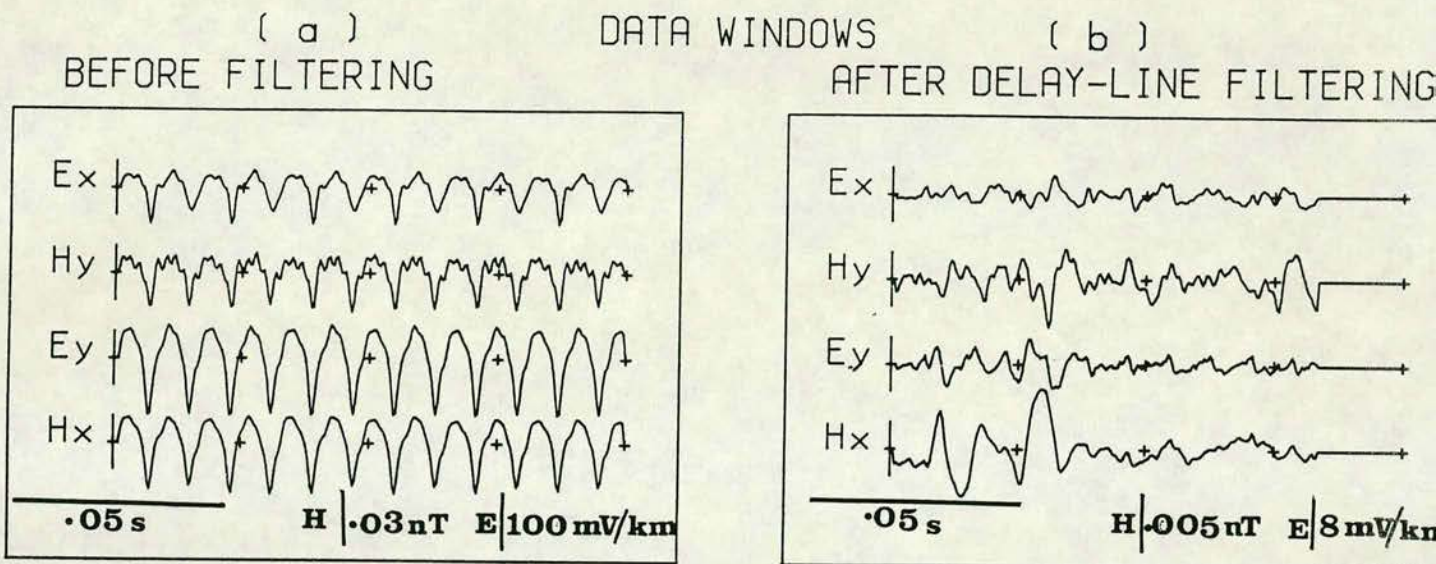 DATA WINDOWS
( a )
BEFORE FILTERING
Ex
Hy
Ey
Hx
.05 s H .03 nT E 100 mV/km
( b )
AFTER DELAY-LINE FILTERING
Ex
Hy
Ey
Hx
.05 s H .005 nT E 8 mV/km